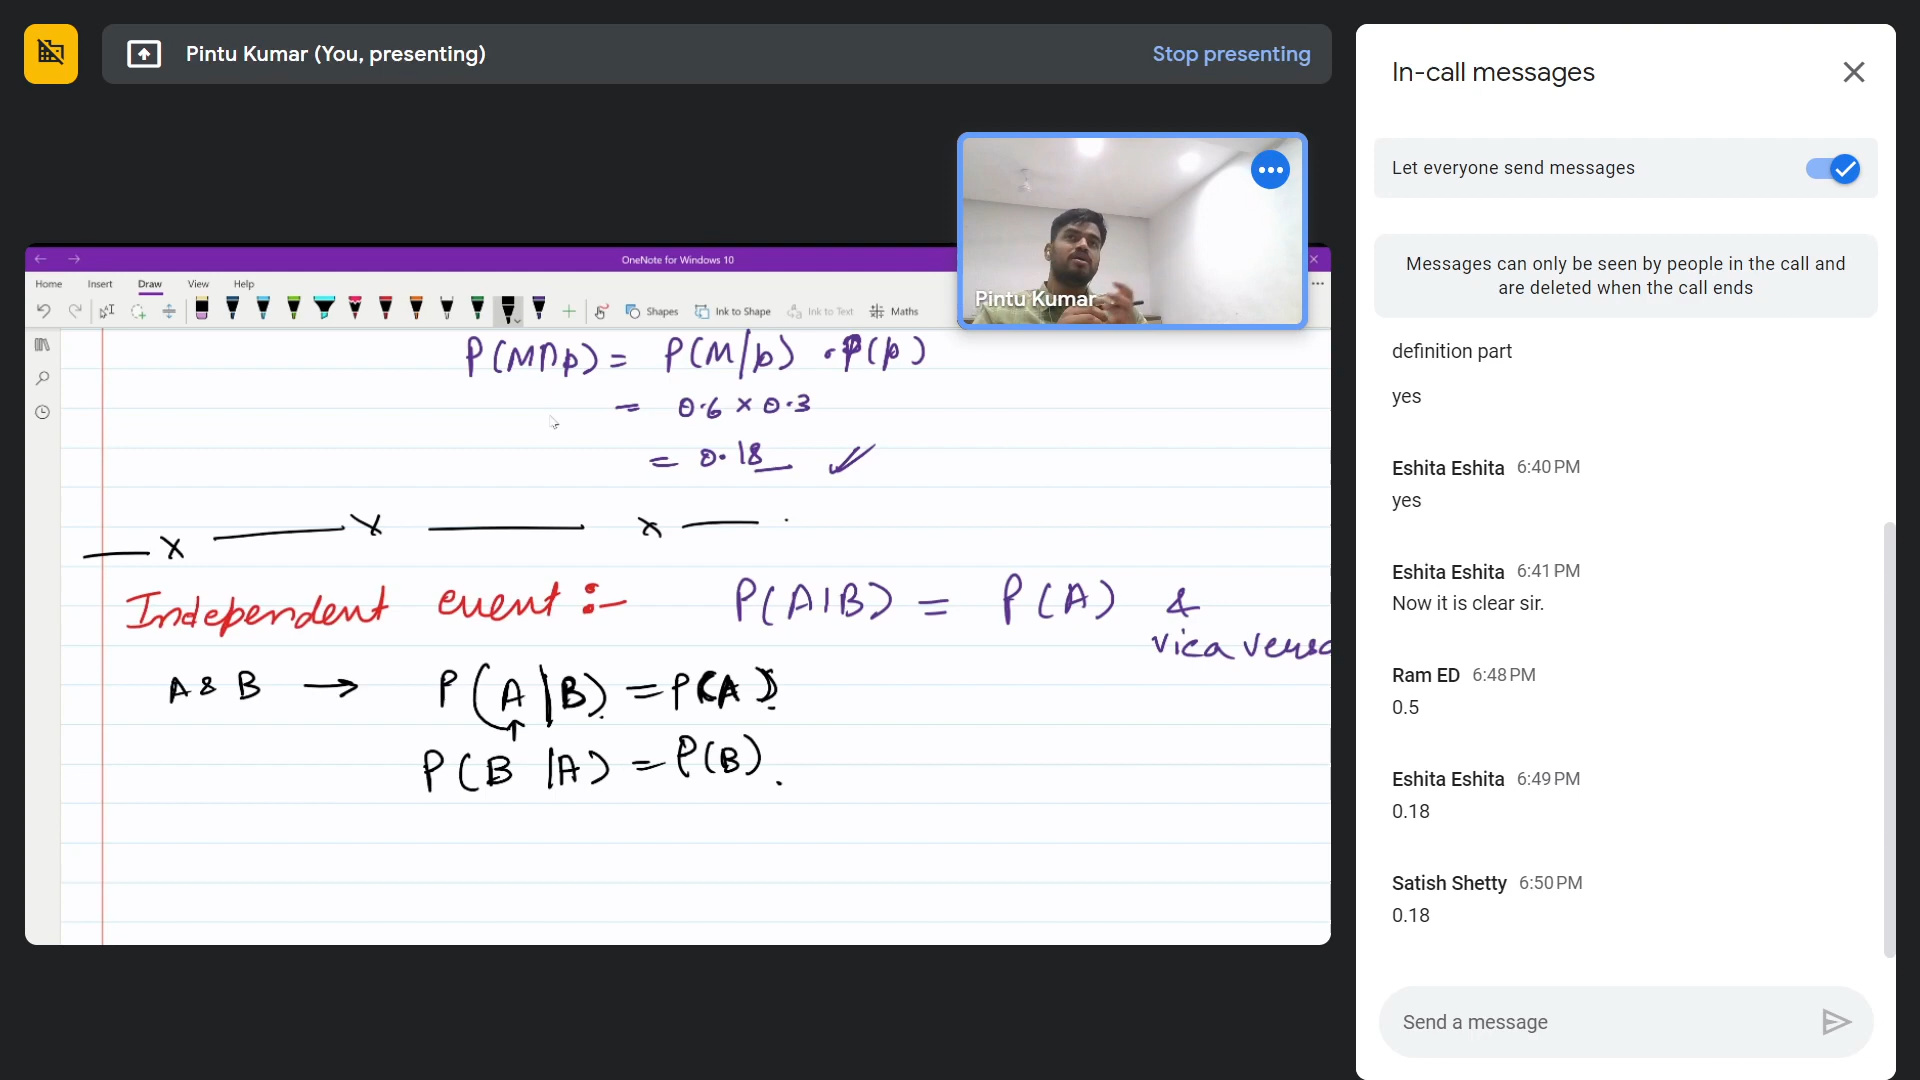 Pintu Kumar (You, presenting)
Stop presenting
Pintu Kumar
OneNote for Windows 10
Home Insert Draw View Help
Shapes Ink to Shape Ink to Text Maths
P(M∩p) = P(M/p) · P(p)
= 0.6 × 0.3
= 0.18 ✓
x x x
Independent event :- P(A|B) = P(A) &
vica versa
A & B → P(A|B) = P(A)
P(B|A) = P(B).
In-call messages
Let everyone send messages
Messages can only be seen by people in the call and
are deleted when the call ends
definition part
yes
Eshita Eshita 6:40 PM
yes
Eshita Eshita 6:41 PM
Now it is clear sir.
Ram ED 6:48 PM
0.5
Eshita Eshita 6:49 PM
0.18
Satish Shetty 6:50 PM
0.18
Send a message